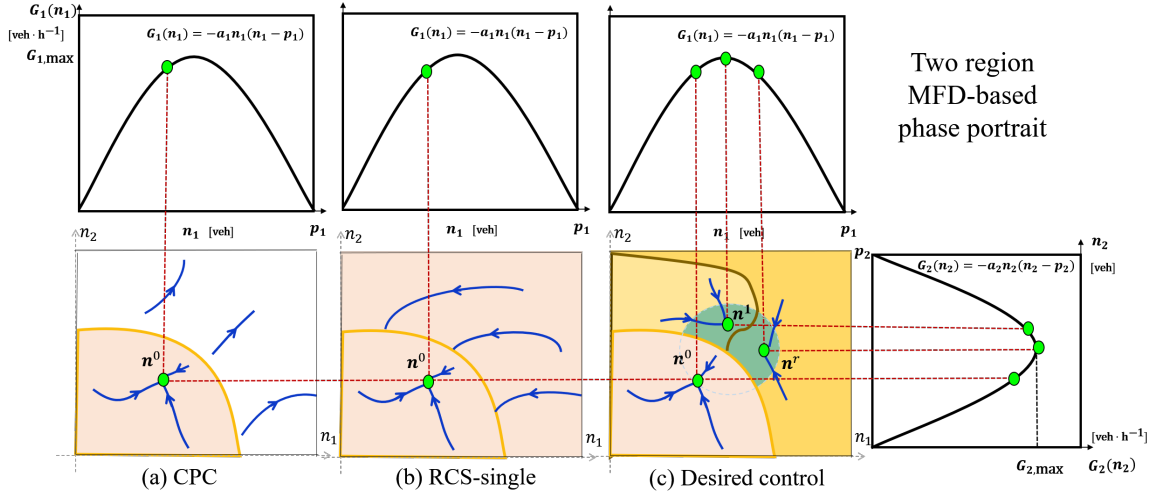 G₁(n₁)
[veh · h⁻¹]
G₁,max
G₁(n₁) = −a₁n₁(n₁ − p₁)
G₁(n₁) = −a₁n₁(n₁ − p₁)
G₁(n₁) = −a₁n₁(n₁ − p₁)
Two region
MFD-based
phase portrait
n₁ [veh] p₁
n₁ [veh] p₁
n₁ [veh] p₁
n₂
n₂
n₂
p₂
n₂
[veh]
G₂(n₂) = −a₂n₂(n₂ − p₂)
n⁰
n⁰
n⁰
n¹
nʳ
n₁
n₁
n₁
[veh · h⁻¹]
G₂,max
G₂(n₂)
(a) CPC
(b) RCS-single
(c) Desired control